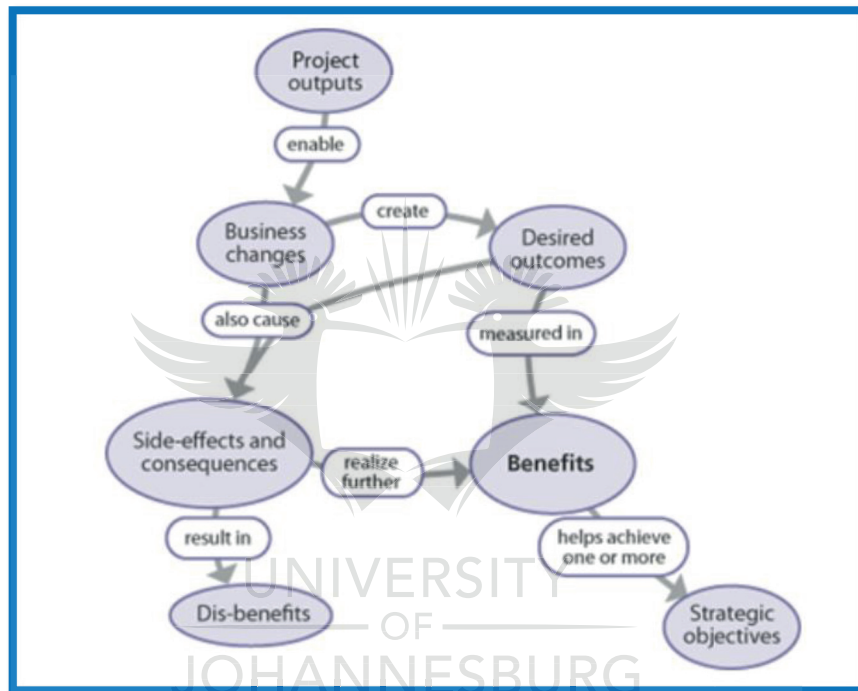 Project
outputs
enable
Business
changes
create
Desired
outcomes
also cause
measured in
Side-effects and
consequences
realize
further
Benefits
result in
helps achieve
one or more
Dis-benefits
Strategic
objectives
UNIVERSITY
OF
JOHANNESBURG